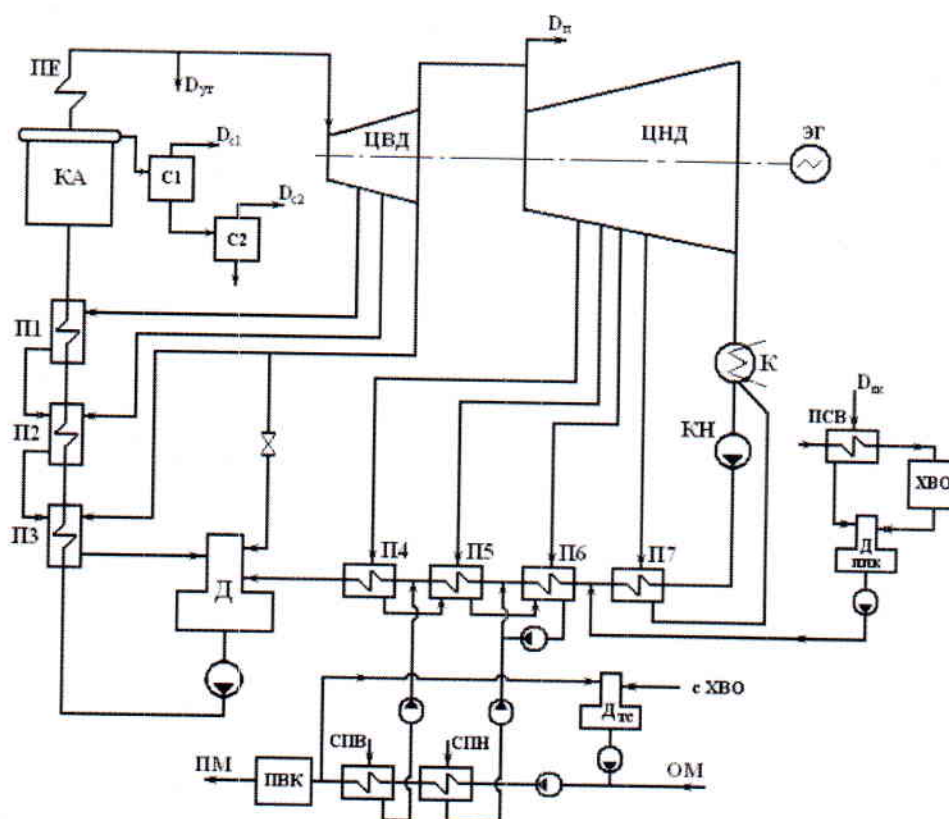 Dп
ПЕ
Dут
ЦВД
ЦНД
ЭГ
Dс1
КА
С1
Dс2
С2
П1
К
Dпк
ПСВ
П2
КН
ХВО
П3
Д
П4
П5
П6
П7
Д
ппк
с ХВО
Дтс
СПВ
СПН
ПМ
ПВК
ОМ